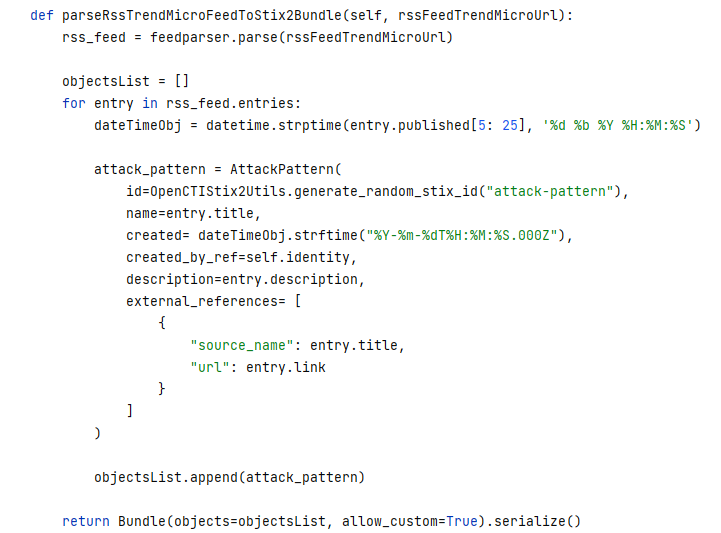 def parseRssTrendMicroFeedToStix2Bundle(self, rssFeedTrendMicroUrl):
    rss_feed = feedparser.parse(rssFeedTrendMicroUrl)

    objectsList = []
    for entry in rss_feed.entries:
        dateTimeObj = datetime.strptime(entry.published[5: 25], '%d %b %Y %H:%M:%S')

        attack_pattern = AttackPattern(
            id=OpenCTIStix2Utils.generate_random_stix_id("attack-pattern"),
            name=entry.title,
            created= dateTimeObj.strftime("%Y-%m-%dT%H:%M:%S.000Z"),
            created_by_ref=self.identity,
            description=entry.description,
            external_references= [
                {
                    "source_name": entry.title,
                    "url": entry.link
                }
            ]
        )

        objectsList.append(attack_pattern)

    return Bundle(objects=objectsList, allow_custom=True).serialize()